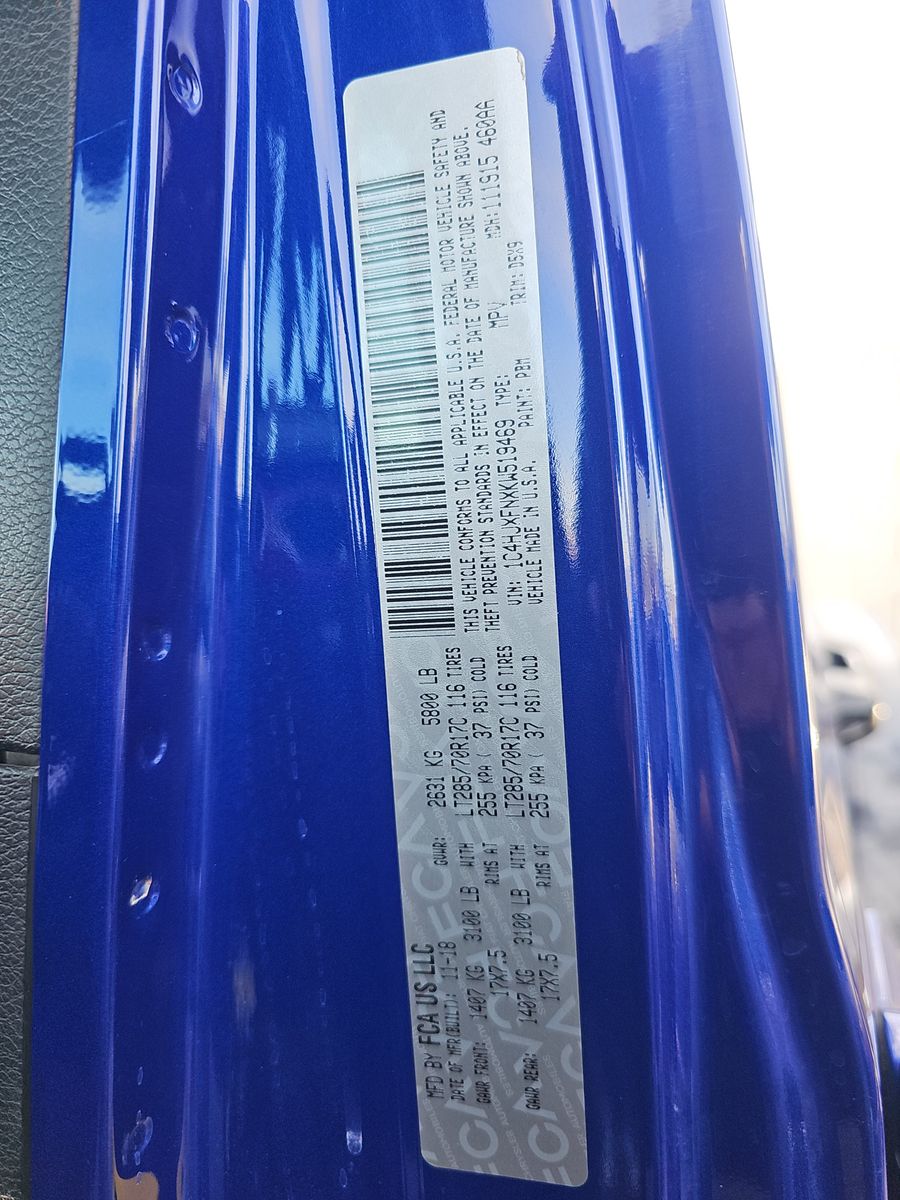 MFD BY FCA US LLC
DATE OF MFR(BUILT): 11-18 GVWR: 2631 KG 5800 LB
GAWR FRONT: 1407 KG 3100 LB WITH LT285/70R17C 116 TIRES
17X7.5 RIMS AT 255 KPA ( 37 PSI) COLD
GAWR REAR: 1407 KG 3100 LB WITH LT285/70R17C 116 TIRES
17X7.5 RIMS AT 255 KPA ( 37 PSI) COLD
THIS VEHICLE CONFORMS TO ALL APPLICABLE U.S.A. FEDERAL MOTOR VEHICLE SAFETY AND
THEFT PREVENTION STANDARDS IN EFFECT ON THE DATE OF MANUFACTURE SHOWN ABOVE.
VIN: 1C4HJXFNXKW519469 TYPE: MPV MDH:111915 460AA
VEHICLE MADE IN U.S.A. PAINT: PBM TRIM: D5X9